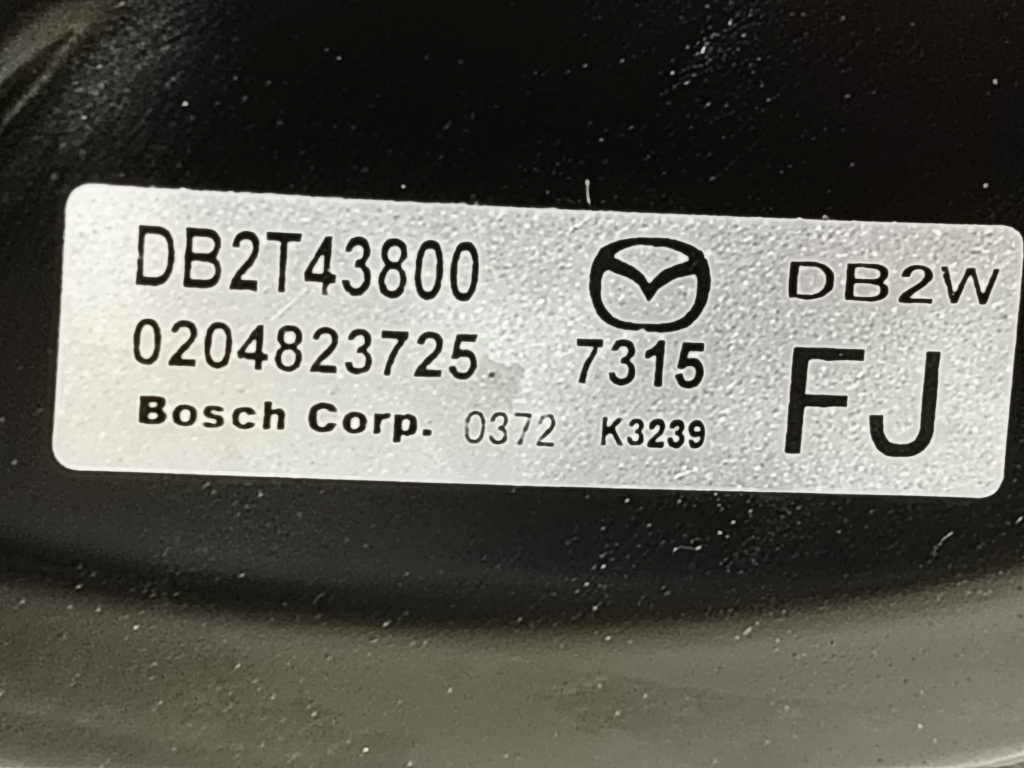 DB2T43800 DB2W
0204823725 7315 FJ
Bosch Corp. 0372 K3239